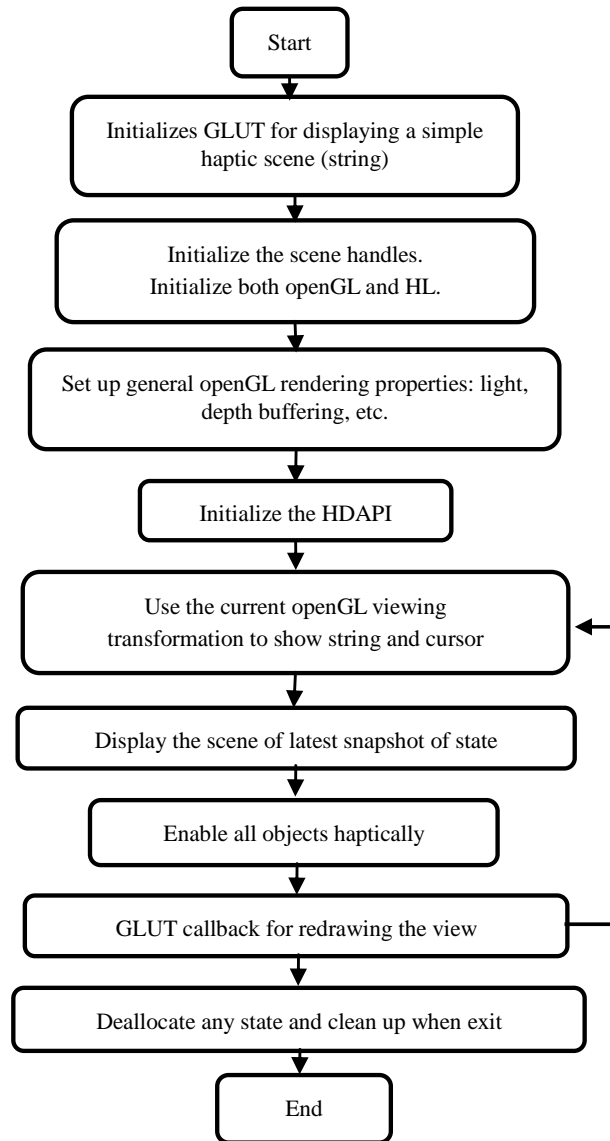 Start
Initializes GLUT for displaying a simple
haptic scene (string)
Initialize the scene handles.
Initialize both openGL and HL.
Set up general openGL rendering properties: light,
depth buffering, etc.
Initialize the HDAPI
Use the current openGL viewing
transformation to show string and cursor
Display the scene of latest snapshot of state
Enable all objects haptically
GLUT callback for redrawing the view
Deallocate any state and clean up when exit
End